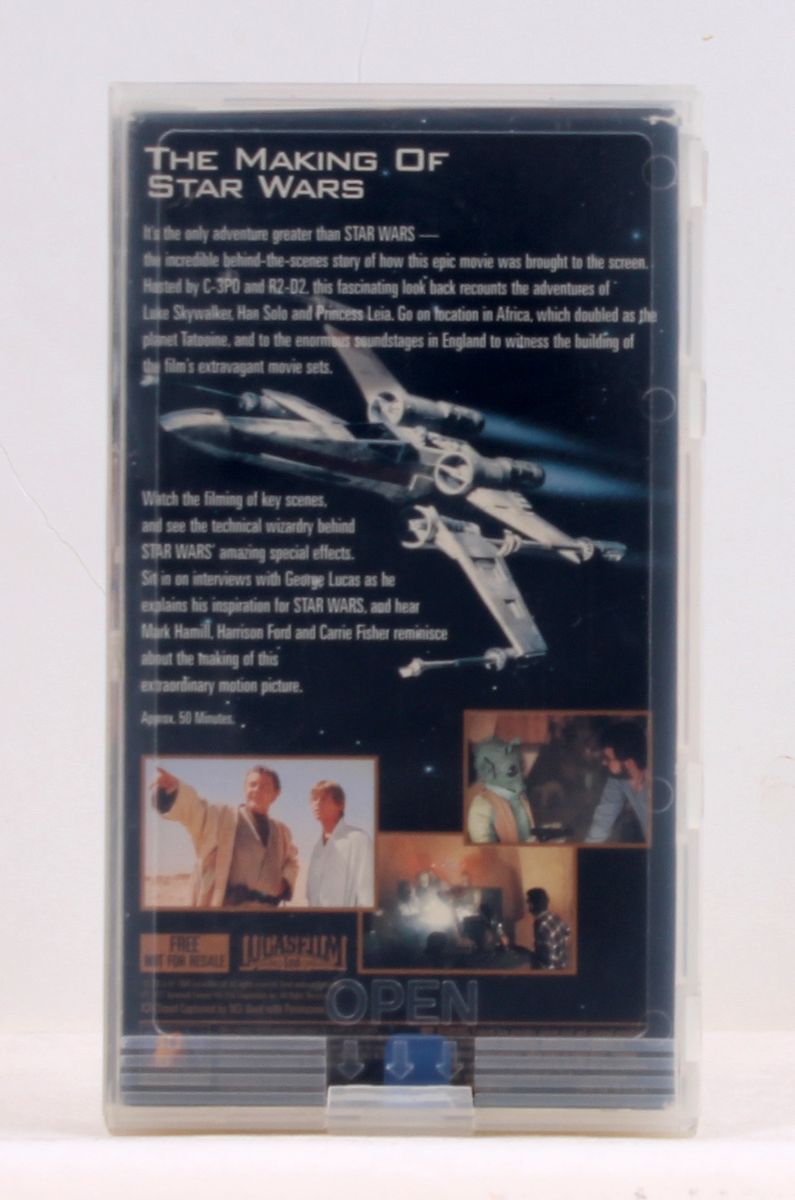 THE MAKING OF
STAR WARS
It's the only adventure greater than STAR WARS —
the incredible behind-the-scenes story of how this epic movie was brought to the screen.
Hosted by C-3PO and R2-D2, this fascinating look back recounts the adventures of
Luke Skywalker, Han Solo and Princess Leia. Go on location in Africa, which doubled as the
planet Tatooine, and to the enormous soundstages in England to witness the building of
the film's extravagant movie sets.
Watch the filming of key scenes,
and see the technical wizardry behind
STAR WARS' amazing special effects.
Sit in on interviews with George Lucas as he
explains his inspiration for STAR WARS, and hear
Mark Hamill, Harrison Ford and Carrie Fisher reminisce
about the making of this
extraordinary motion picture.
Approx. 50 Minutes.
FREE
NOT FOR RESALE
LUCASFILM
Ltd
OPEN